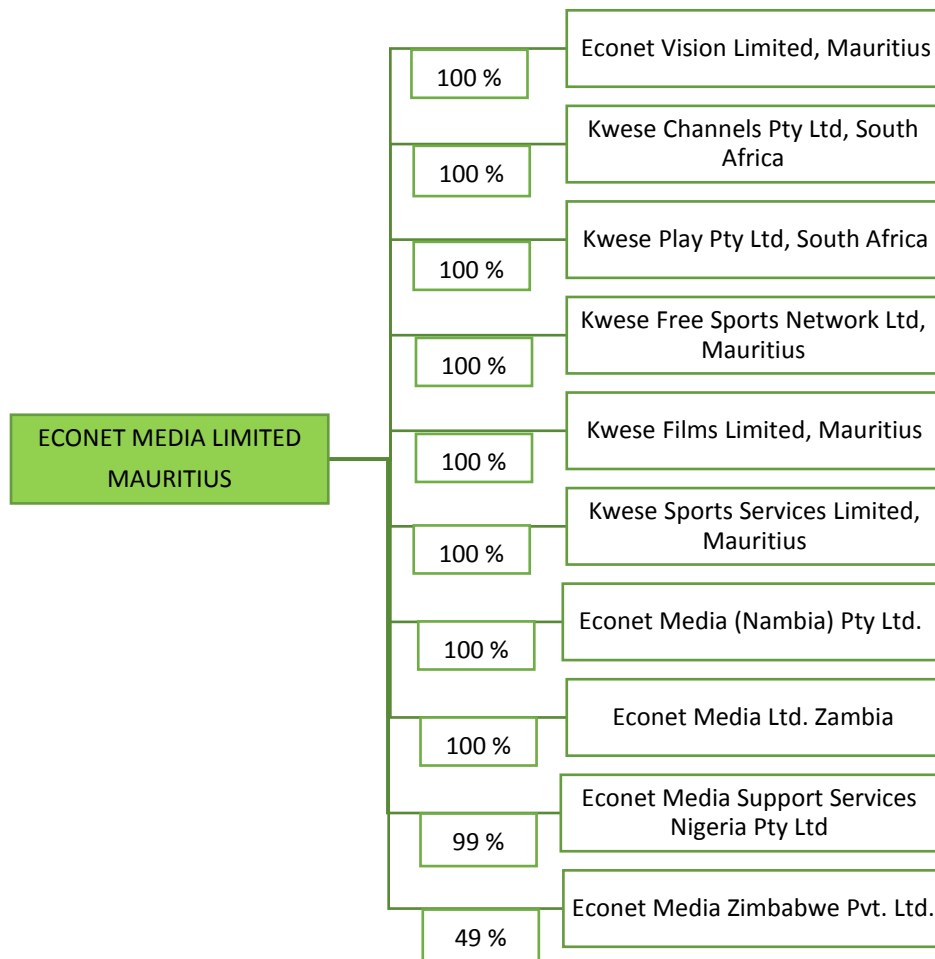 Econet Vision Limited, Mauritius
100 %
Kwese Channels Pty Ltd, South
Africa
100 %
Kwese Play Pty Ltd, South Africa
100 %
Kwese Free Sports Network Ltd,
Mauritius
100 %
ECONET MEDIA LIMITED
MAURITIUS
Kwese Films Limited, Mauritius
100 %
Kwese Sports Services Limited,
Mauritius
100 %
Econet Media (Nambia) Pty Ltd.
100 %
Econet Media Ltd. Zambia
100 %
Econet Media Support Services
Nigeria Pty Ltd
99 %
Econet Media Zimbabwe Pvt. Ltd.
49 %